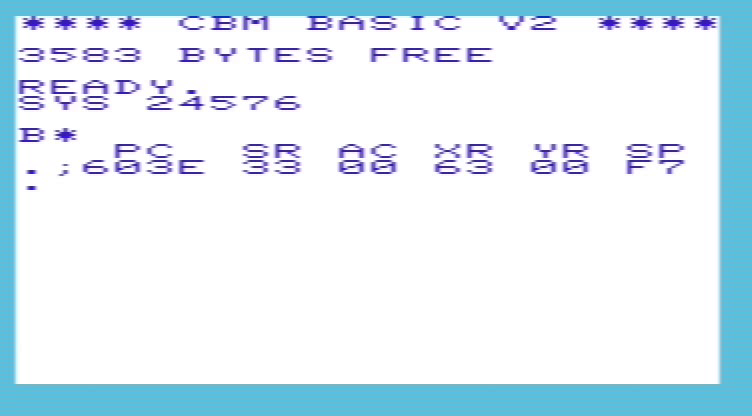 **** CBM BASIC V2 ****
3583 BYTES FREE
READY.
SYS 24576
B*
PC SR AC XR YR SP
.;603E 33 00 63 00 F7
.